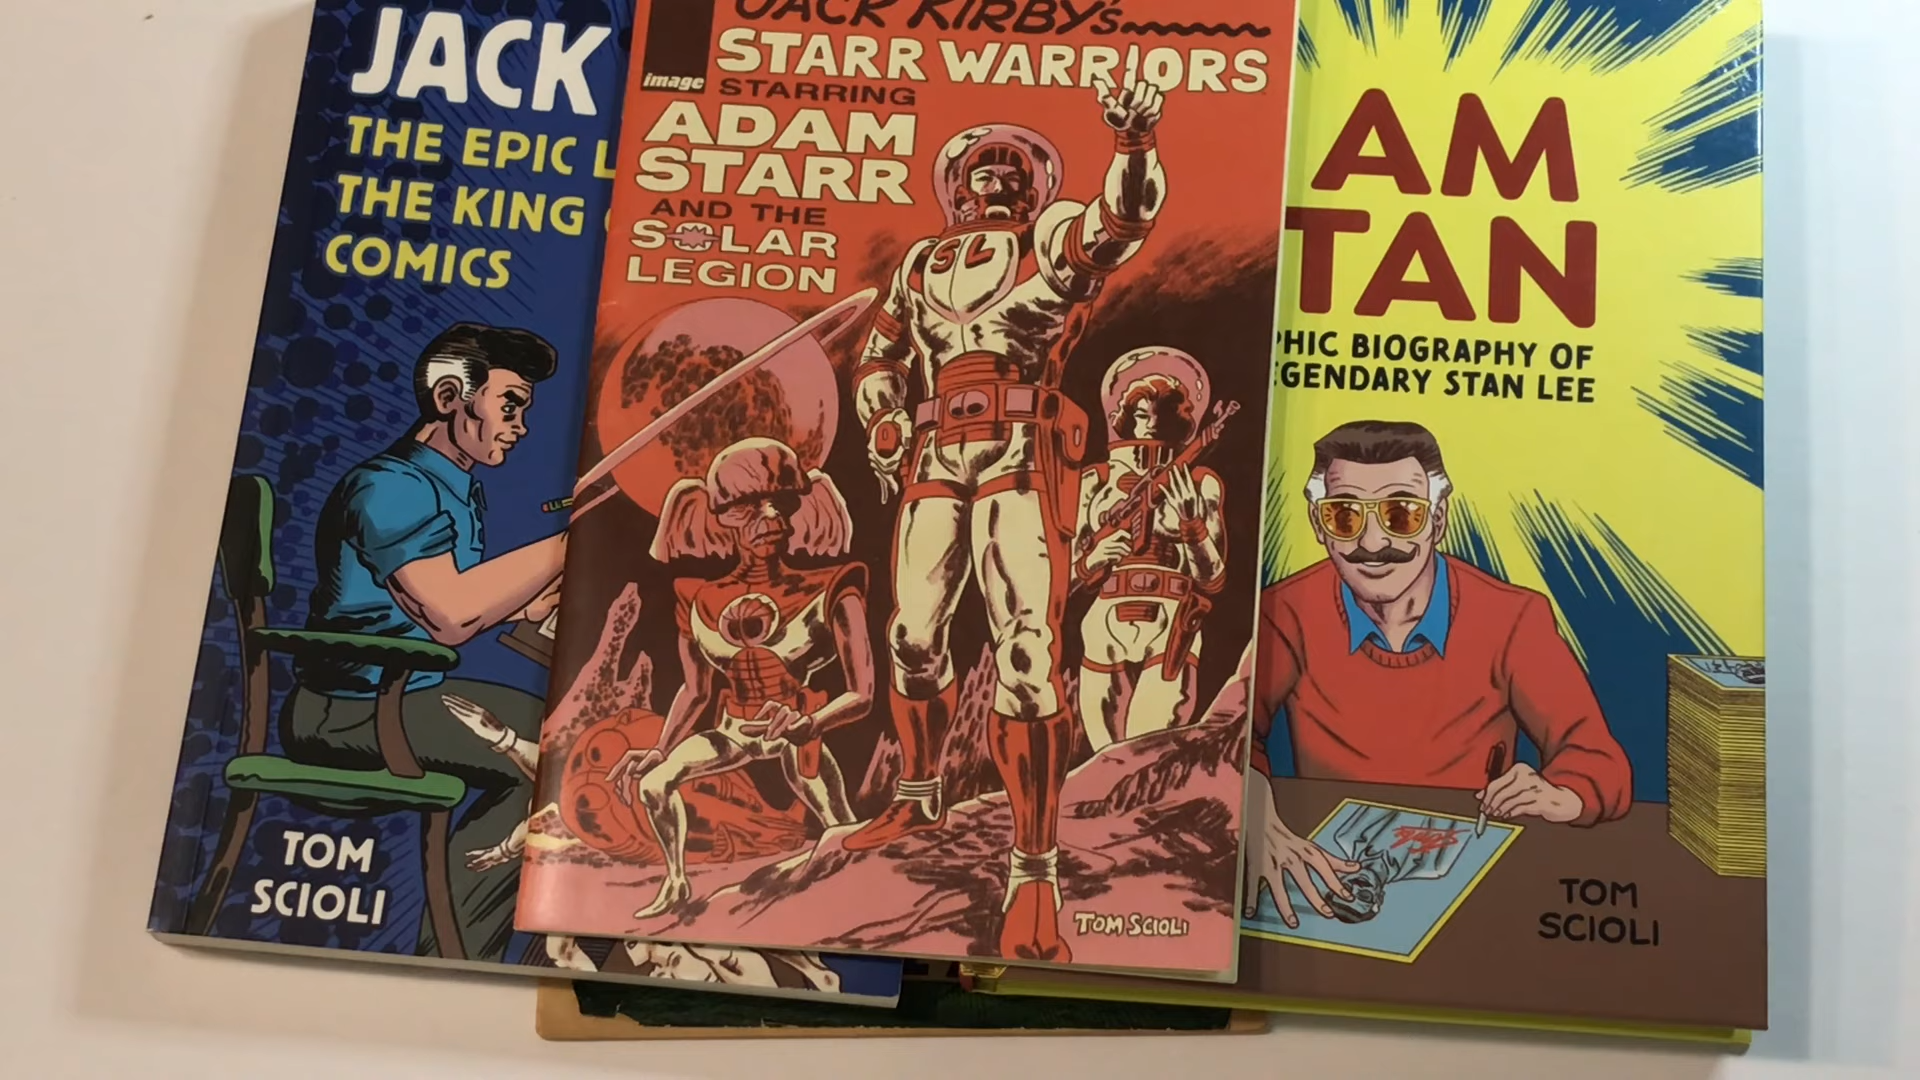 JACK
THE EPIC L
THE KING
COMICS
TOM
SCIOLI
JACK KIRBY's
STARR WARRIORS
image
STARRING
ADAM
STARR
AND THE
SOLAR
LEGION
SL
TOM SCIOLI
AM
TAN
PHIC BIOGRAPHY OF
EGENDARY STAN LEE
TOM
SCIOLI